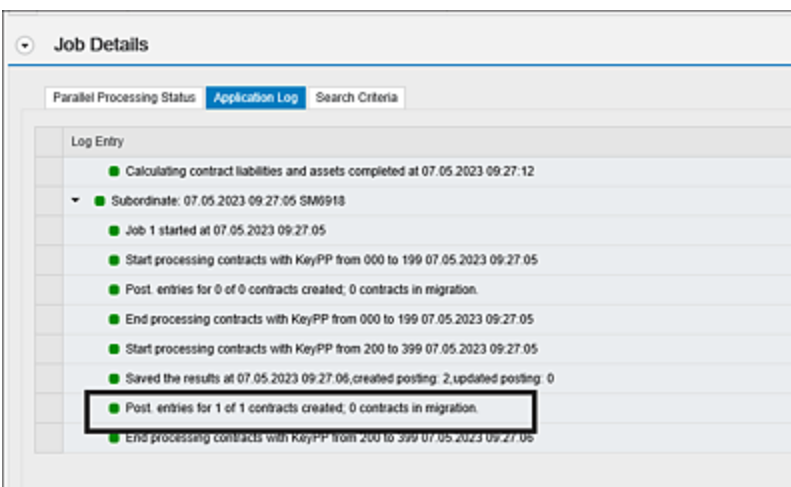 Job Details
Parallel Processing Status Application Log Search Criteria
Log Entry
Calculating contract liabilities and assets completed at 07.05.2023 09:27:12
Subordinate: 07.05.2023 09:27:05 SM6918
Job 1 started at 07.05.2023 09:27:05
Start processing contracts with KeyPP from 000 to 199 07.05.2023 09:27:05
Post. entries for 0 of 0 contracts created; 0 contracts in migration.
End processing contracts with KeyPP from 000 to 199 07.05.2023 09:27:05
Start processing contracts with KeyPP from 200 to 399 07.05.2023 09:27:05
Saved the results at 07.05.2023 09:27:06,created posting: 2,updated posting: 0
Post. entries for 1 of 1 contracts created; 0 contracts in migration.
End processing contracts with KeyPP from 200 to 399 07.05.2023 09:27:06